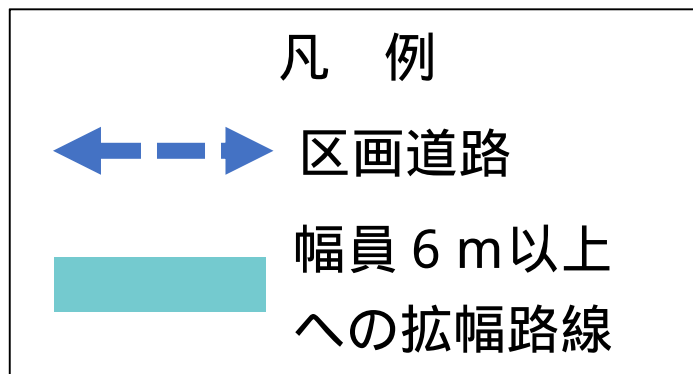 凡　例
区画道路
幅員６ｍ以上
への拡幅路線